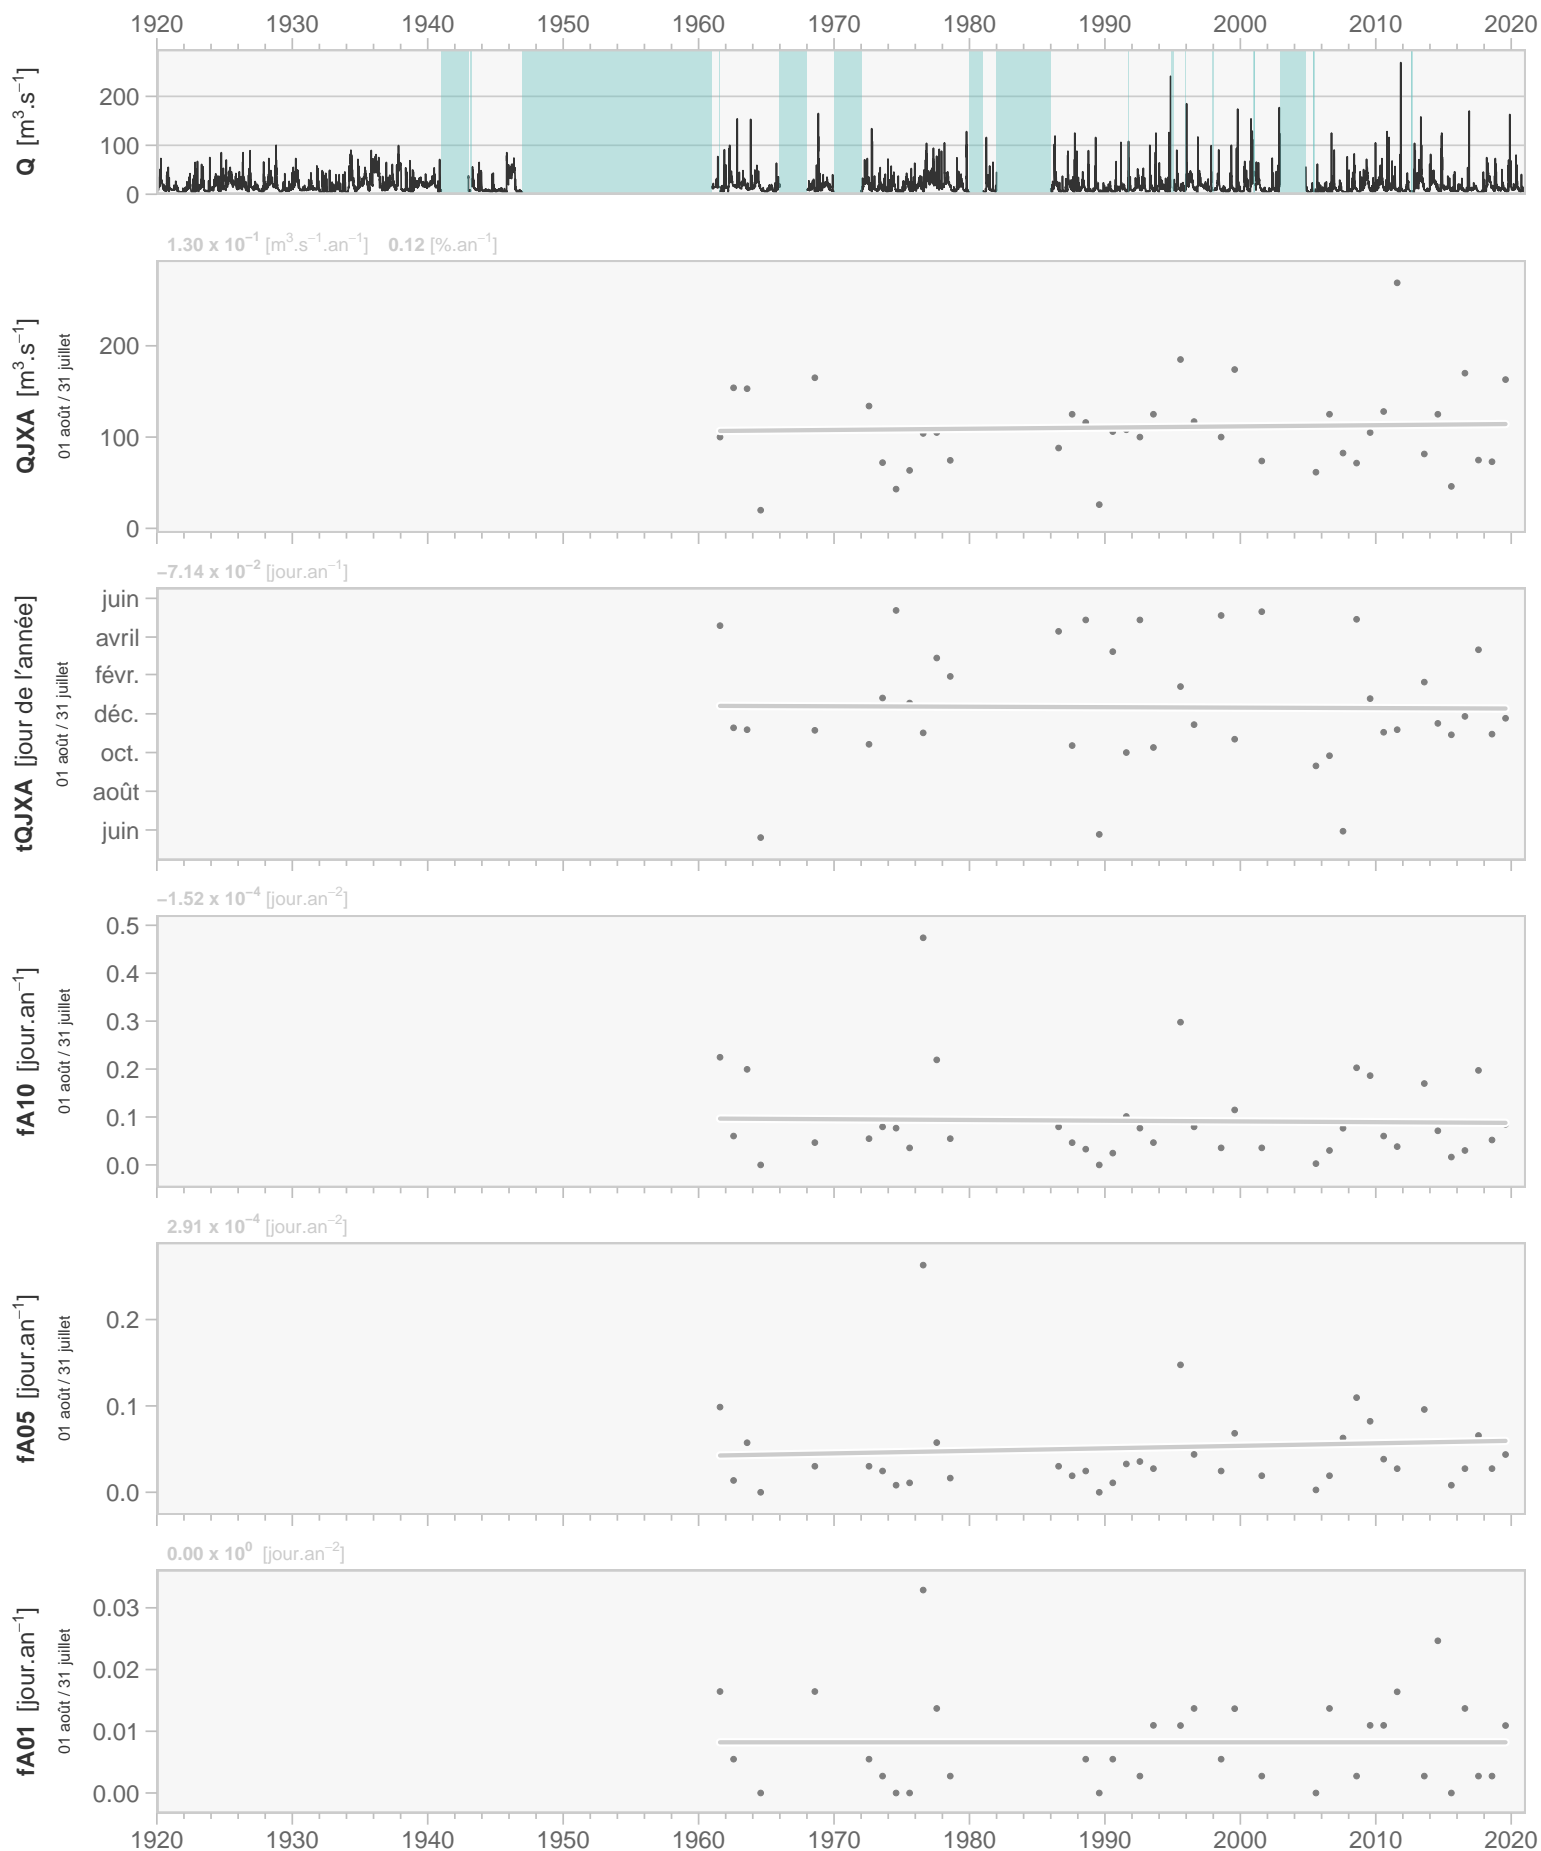 1920 1930 1940 1950 1960 1970 1980 1990 2000 2010 2020
Q [m³.s⁻¹]
200
100
0
1.30 x 10⁻¹ [m³.s⁻¹.an⁻¹] 0.12 [%.an⁻¹]
QJXA [m³.s⁻¹]
01 août / 31 juillet
200
100
0
−7.14 x 10⁻² [jour.an⁻¹]
tQJXA [jour de l'année]
01 août / 31 juillet
juin
avril
févr.
déc.
oct.
août
juin
−1.52 x 10⁻⁴ [jour.an⁻²]
fA10 [jour.an⁻¹]
01 août / 31 juillet
0.5
0.4
0.3
0.2
0.1
0.0
2.91 x 10⁻⁴ [jour.an⁻²]
fA05 [jour.an⁻¹]
01 août / 31 juillet
0.2
0.1
0.0
0.00 x 10⁰ [jour.an⁻²]
fA01 [jour.an⁻¹]
01 août / 31 juillet
0.03
0.02
0.01
0.00
1920 1930 1940 1950 1960 1970 1980 1990 2000 2010 2020